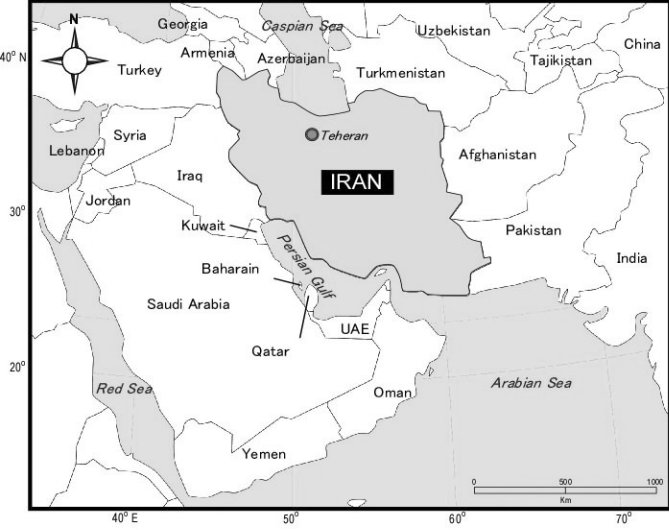 N
Georgia
Caspian Sea
Uzbekistan
China
40° N
Armenia
Azerbaijan
Tajikistan
Turkey
Turkmenistan
Teheran
Syria
Lebanon
Afghanistan
Iraq
IRAN
Jordan
30°
Kuwait
Pakistan
Persian Gulf
India
Baharain
Saudi Arabia
UAE
Qatar
20°
Red Sea
Oman
Arabian Sea
Yemen
0 500 1000
Km
40° E 50° 60° 70°